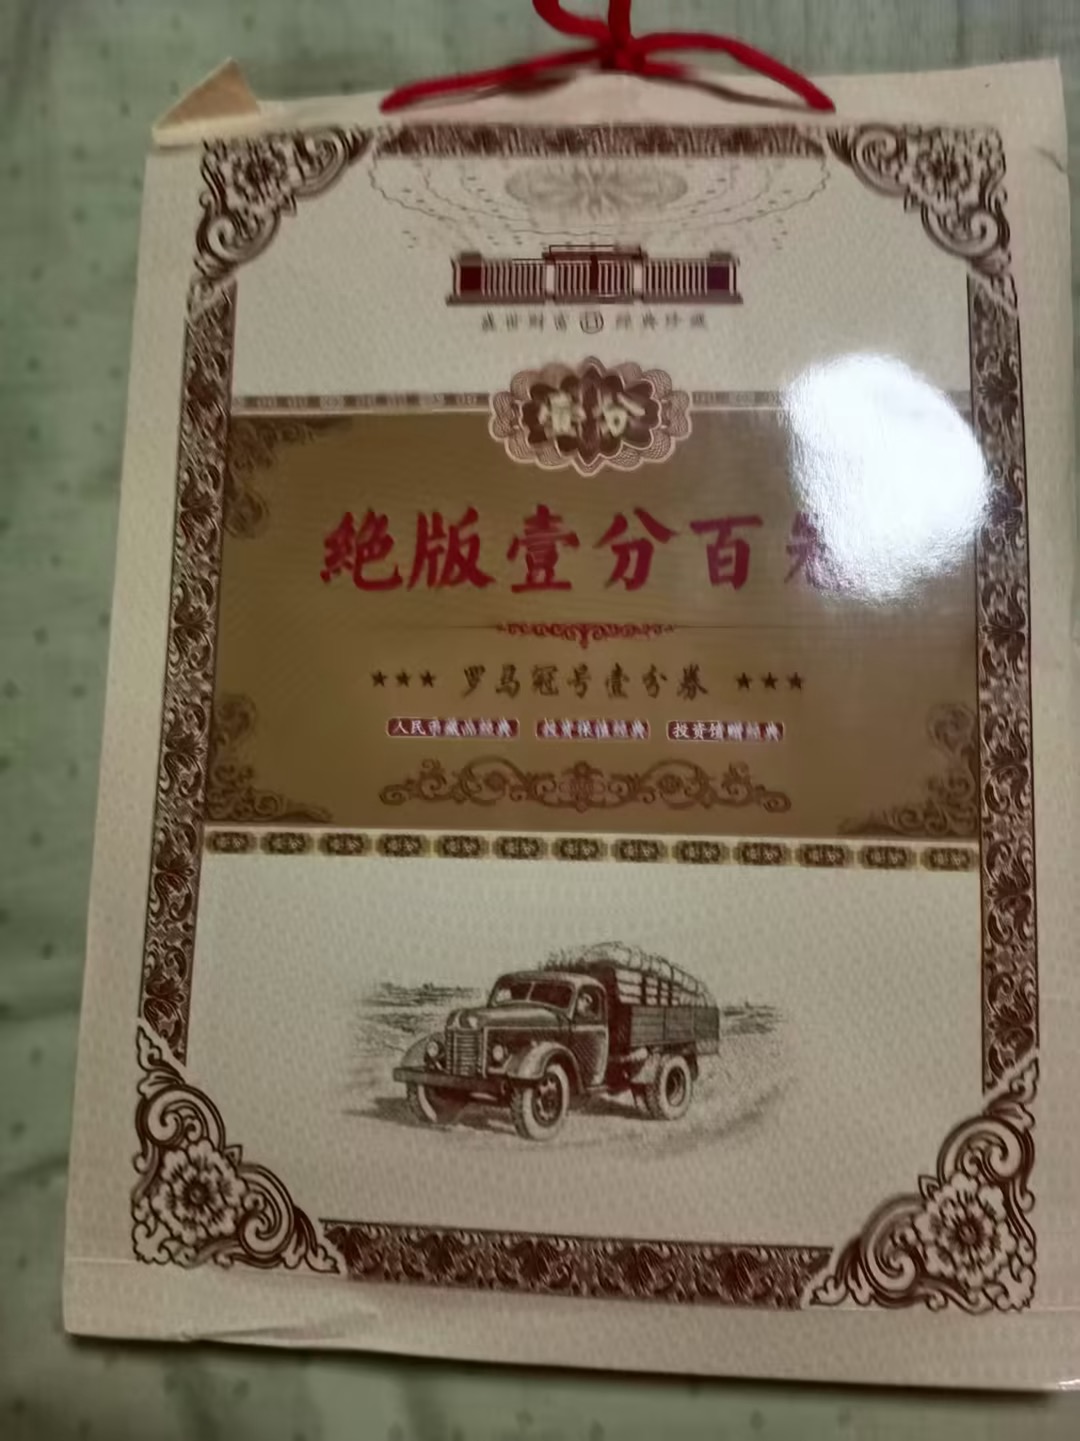 盛世财富 经典珍藏
壹分
絕版壹分百
★★★ 罗马冠号壹分券 ★★★
人民币藏品经典 投资保值经典 投资馈赠经典